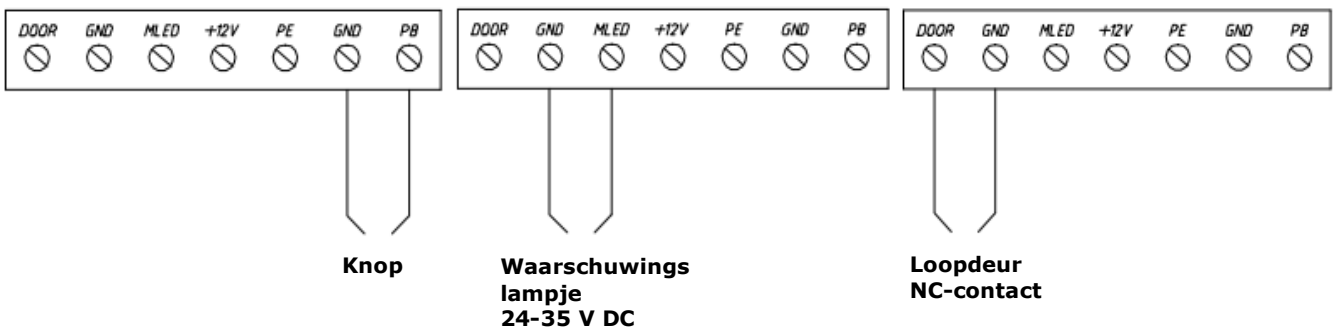 DOOR GND MLED +12V PE GND PB
DOOR GND MLED +12V PE GND PB
DOOR GND MLED +12V PE GND PB
Knop
Waarschuwings
lampje
24-35 V DC
Loopdeur
NC-contact